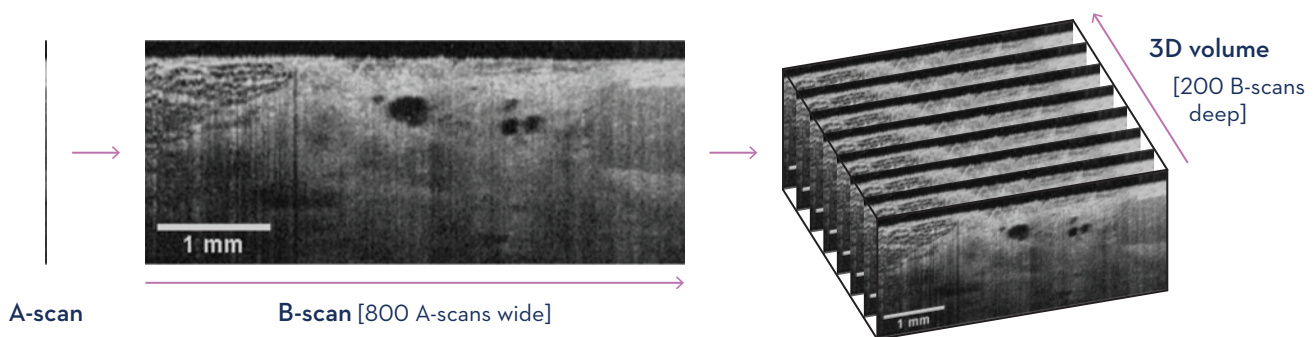 1 mm
A-scan
B-scan [800 A-scans wide]
3D volume
[200 B-scans
deep]
1 mm